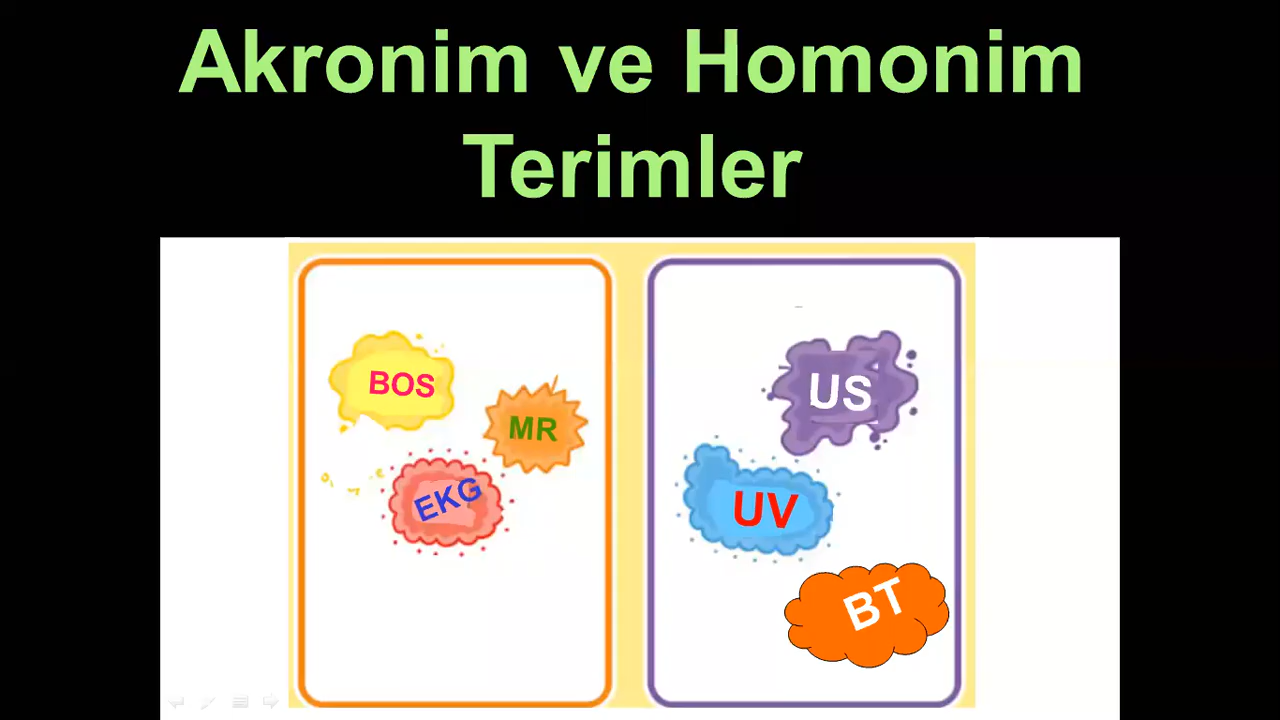 Akronim ve Homonim
Terimler
BOS
MR
EKG
US
UV
BT